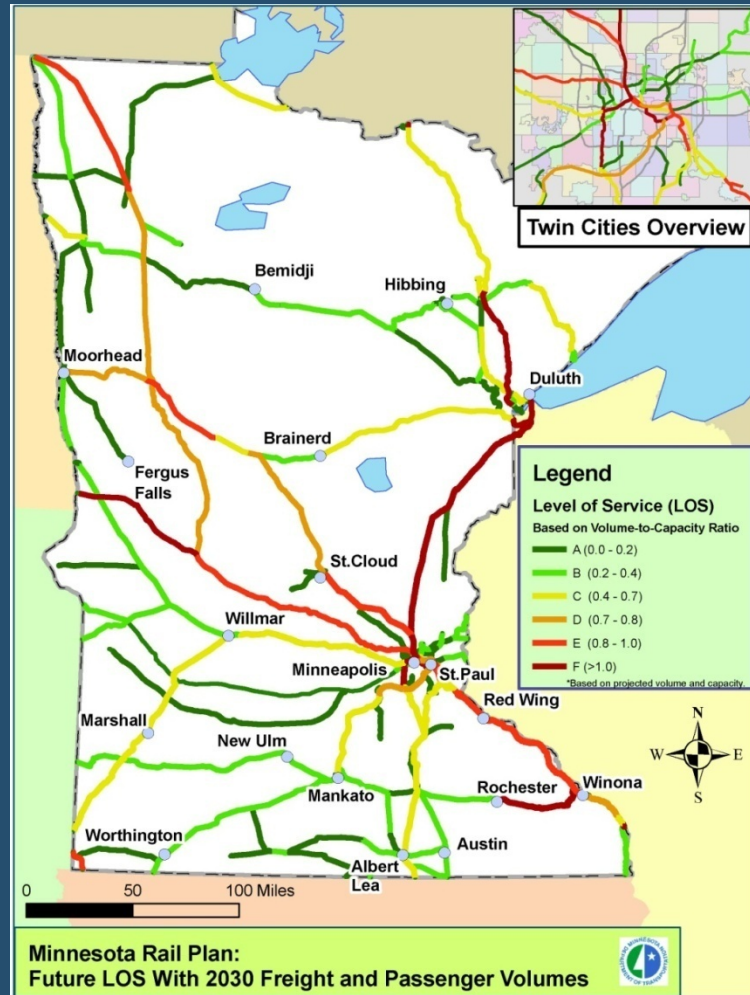 Twin Cities Overview
Bemidji
Hibbing
Moorhead
Duluth
Brainerd
Fergus
Falls
Legend
Level of Service (LOS)
Based on Volume-to-Capacity Ratio
A (0.0 - 0.2)
B (0.2 - 0.4)
C (0.4 - 0.7)
D (0.7 - 0.8)
E (0.8 - 1.0)
F (>1.0)
*Based on projected volume and capacity.
St.Cloud
Willmar
Minneapolis
St.Paul
Red Wing
Marshall
New Ulm
Mankato
Rochester
Winona
N
W
E
S
Worthington
Austin
Albert
Lea
0 50 100 Miles
Minnesota Rail Plan:
Future LOS With 2030 Freight and Passenger Volumes